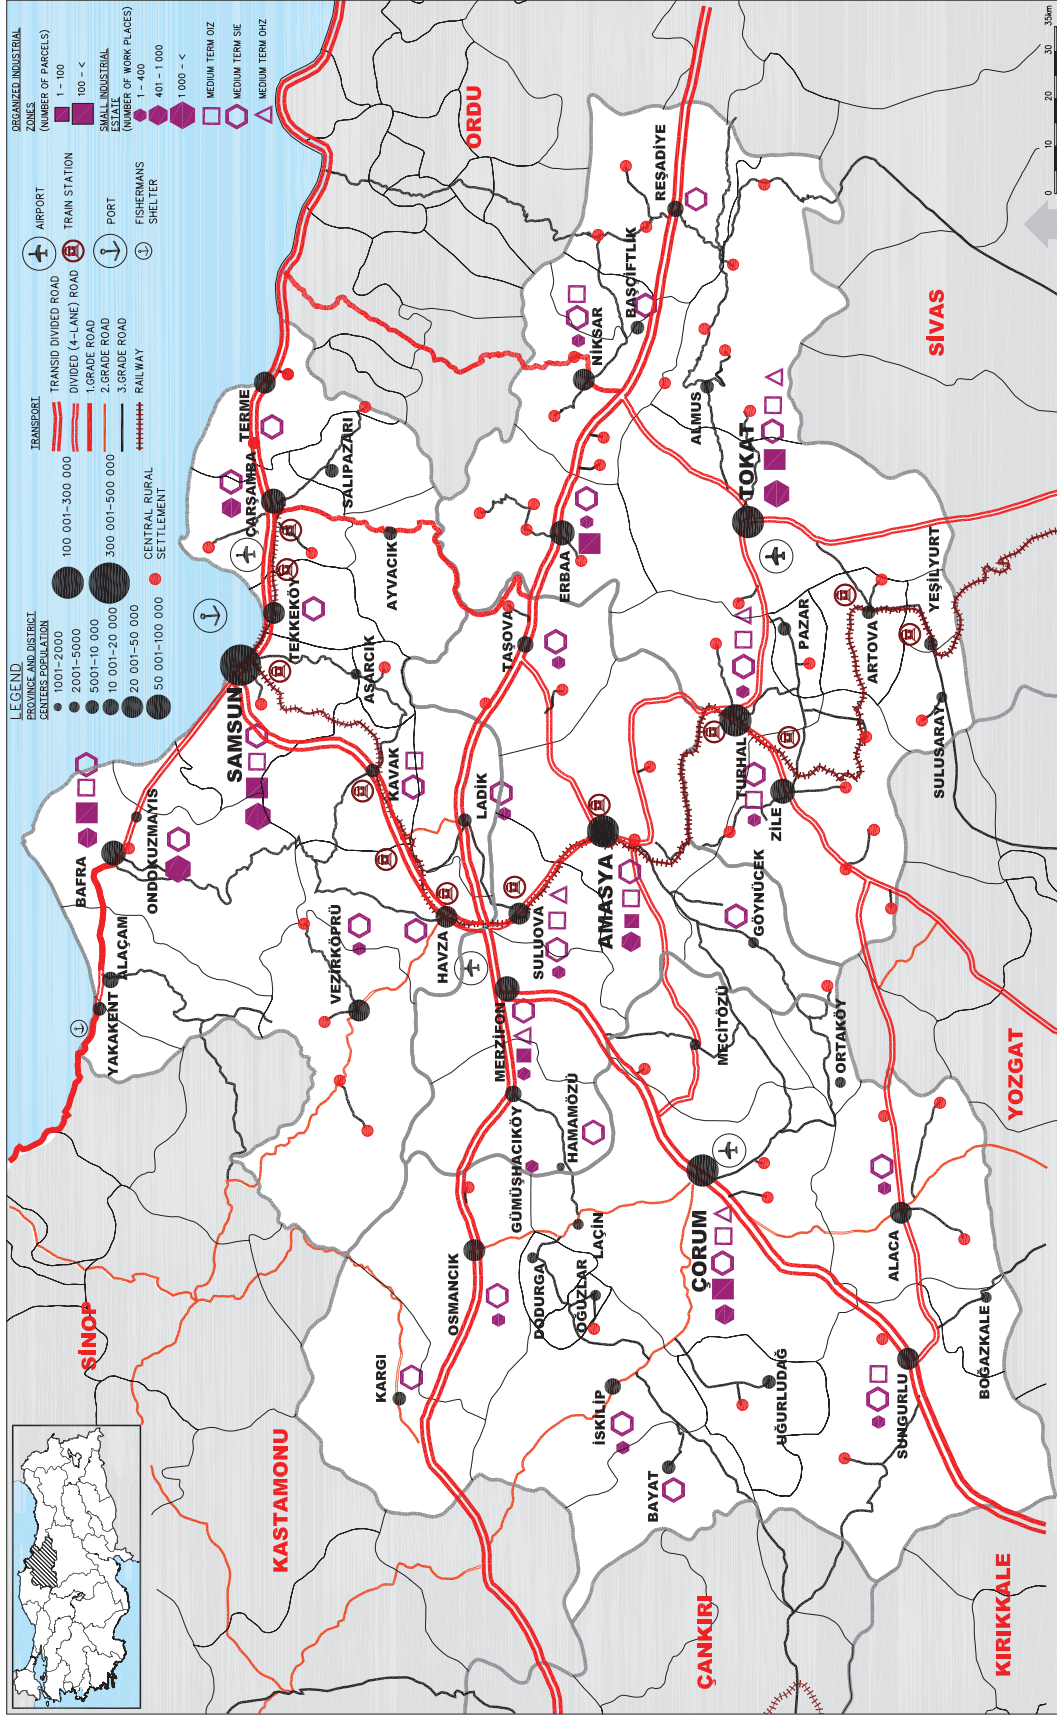 LEGEND
PROVINCE AND DISTRICT
CENTERS POPULATION
1001-2000
2001-5000
5001-10 000
10 001-20 000
20 001-50 000
50 001-100 000
100 001-300 000
300 001-500 000
CENTRAL RURAL
SETTLEMENT
TRANSPORT
TRANSID DIVIDED ROAD
DIVIDED (4-LANE) ROAD
1.GRADE ROAD
2.GRADE ROAD
3.GRADE ROAD
RAILWAY
AIRPORT
TRAIN STATION
PORT
FISHERMANS
SHELTER
ORGANIZED INDUSTRIAL
ZONES
(NUMBER OF PARCELS)
1 - 100
100 - <
SMALL INDUSTRIAL
ESTATE
(NUMBER OF WORK PLACES)
1 - 400
401 - 1 000
1 000 - <
MEDIUM TERM OIZ
MEDIUM TERM SIE
MEDIUM TERM OHZ
SİNOP
KASTAMONU
ÇANKIRI
KIRIKKALE
YOZGAT
SİVAS
ORDU
YAKAKENT
ALAÇAM
BAFRA
ONDOKUZMAYIS
SAMSUN
TEKKEKÖY
ÇARŞAMBA
TERME
SALIPAZARI
AYVACIK
ASARCIK
KAVAK
LADİK
HAVZA
VEZİRKÖPRÜ
MERZİFON
SULUOVA
AMASYA
TAŞOVA
GÖYNÜCEK
GÜMÜŞHACIKÖY
HAMAMÖZÜ
ERBAA
NİKSAR
BAŞÇİFTLİK
REŞADİYE
ALMUS
TOKAT
PAZAR
TURHAL
ZİLE
ARTOVA
YEŞİLYURT
SULUSARAY
KARGI
OSMANCIK
DODURGA
LAÇİN
OĞUZLAR
İSKİLİP
BAYAT
UĞURLUDAĞ
ÇORUM
MECİTÖZÜ
ORTAKÖY
ALACA
SUNGURLU
BOĞAZKALE
0 10 20 30 35km